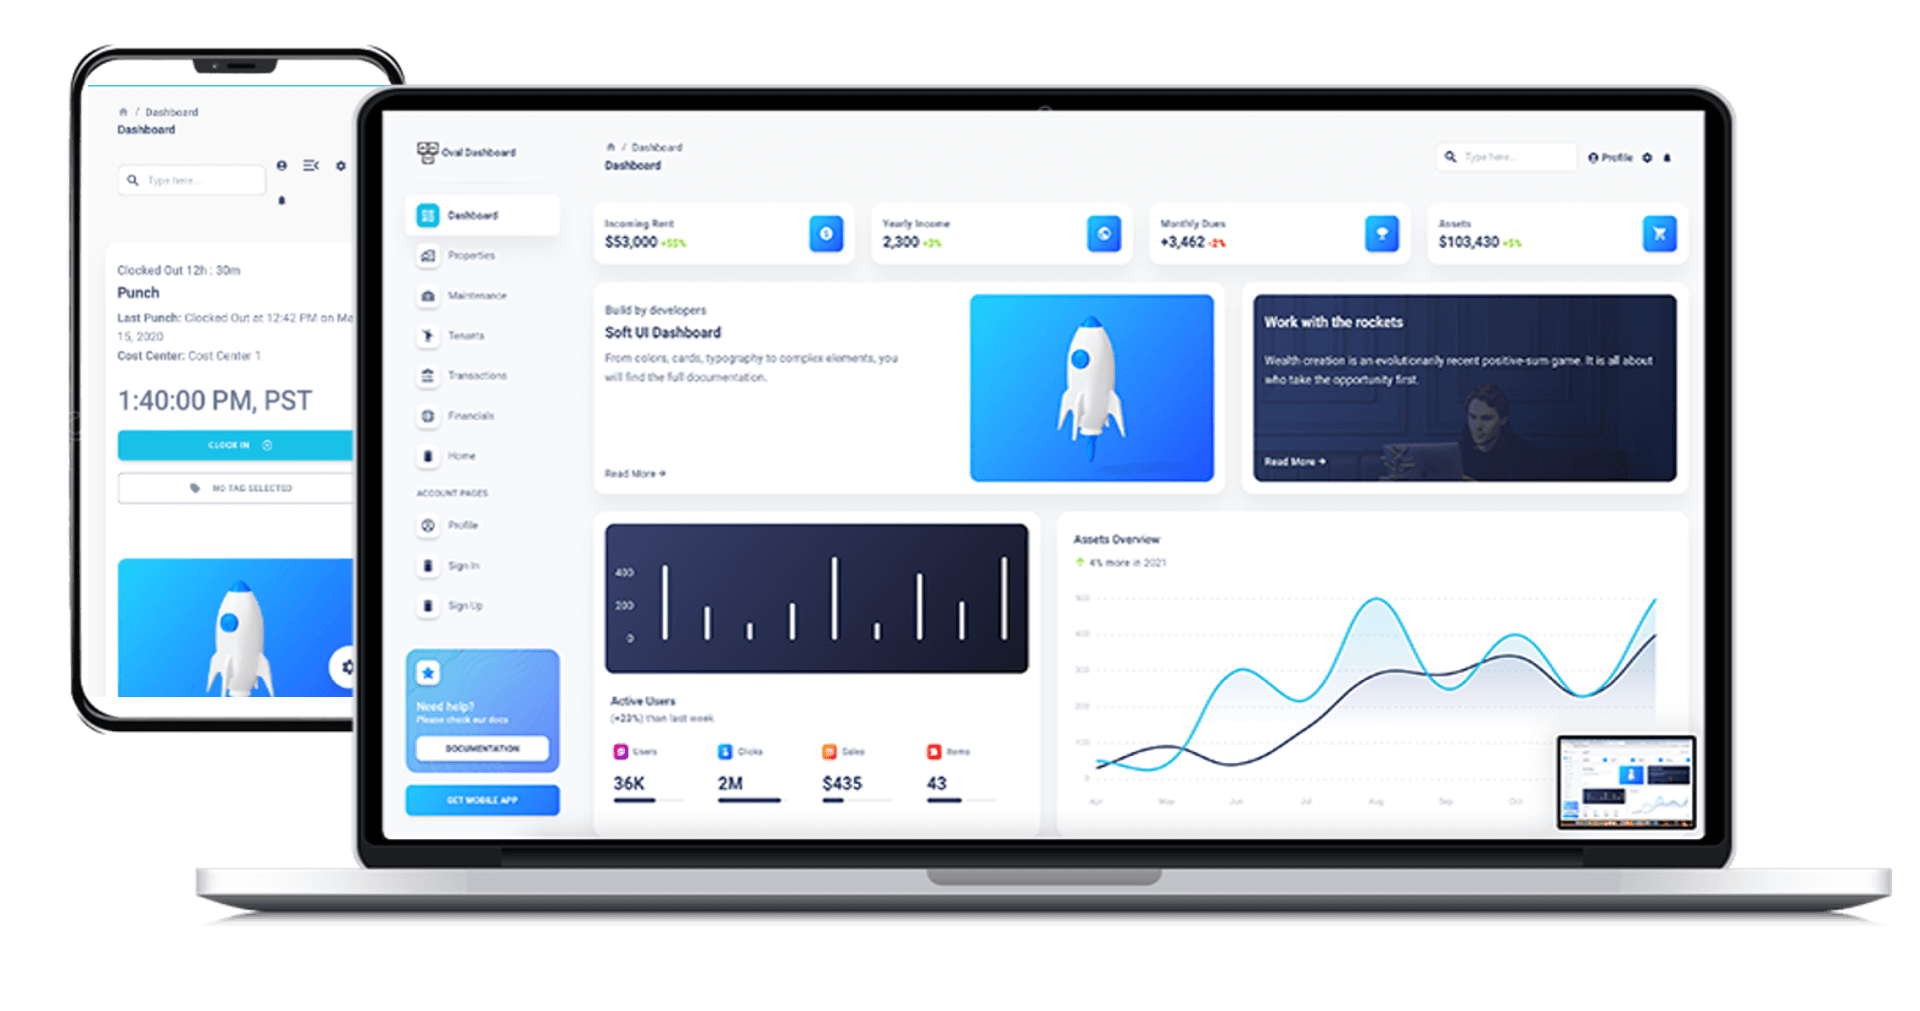 / Dashboard
Dashboard
Type here...
Clocked Out 12h : 30m
Punch
Last Punch: Clocked Out at 12:42 PM on Ma
15, 2020
Cost Center: Cost Center 1
1:40:00 PM, PST
CLOCK IN
NO TAG SELECTED
Oval Dashboard
Dashboard
Properties
Maintenance
Tenants
Transactions
Financials
Home
ACCOUNT PAGES
Profile
Sign In
Sign Up
Need help?
Please check our docs
DOCUMENTATION
GET MOBILE APP
/ Dashboard
Dashboard
Type here...
Profile
Incoming Rent
$53,000 +55%
Yearly Income
2,300 +3%
Monthly Dues
+3,462 -2%
Assets
$103,430 +5%
Build by developers
Soft UI Dashboard
From colors, cards, typography to complex elements, you
will find the full documentation.
Read More
Work with the rockets
Wealth creation is an evolutionarily recent positive-sum game. It is all about
who take the opportunity first.
Read More
400
200
0
Active Users
(+23%) than last week
Users
Clicks
Sales
Items
36K
2M
$435
43
Assets Overview
4% more in 2021
500
400
300
200
100
0
Apr May Jun Jul Aug Sep Oct